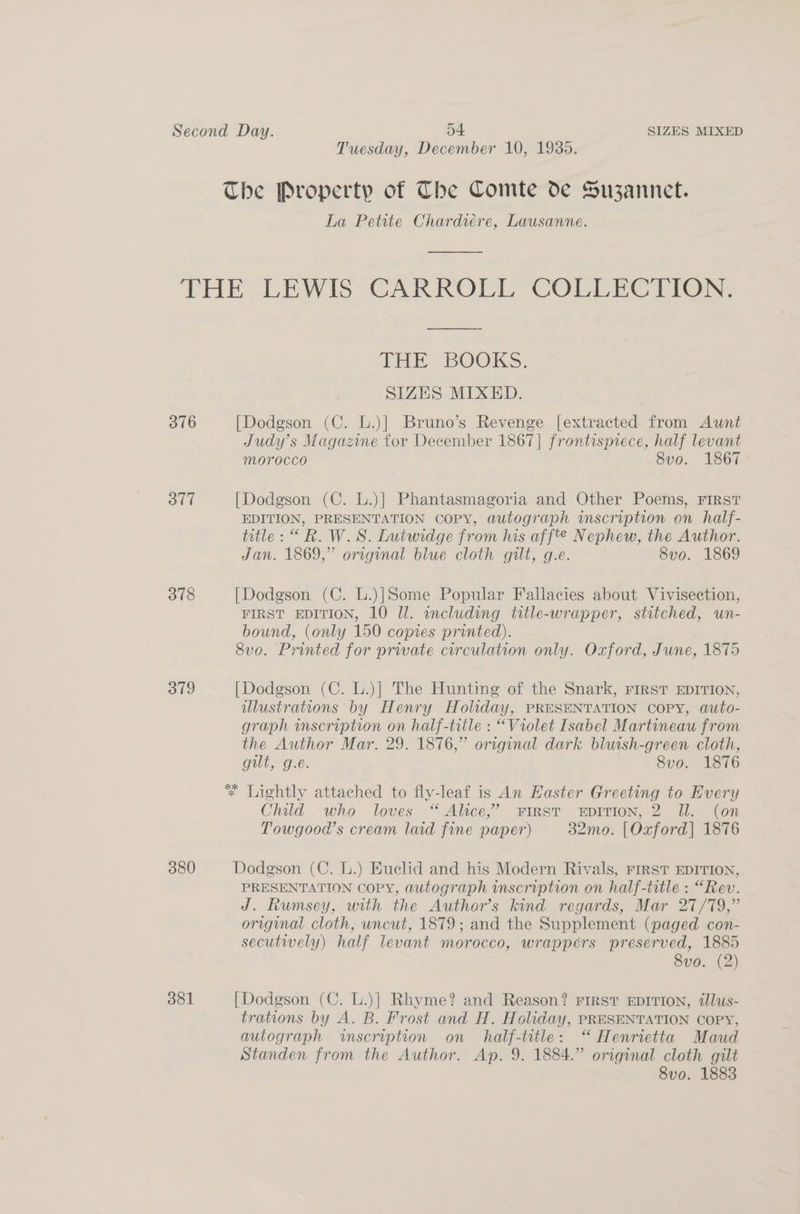 Second Day. 54 SIZES MIXED
Tuesday, December 10, 1935.
The Property of The Comte de Suzannet.
La Petite Chardière, Lausanne.
THE LEWIS CARROLL COLLECTION.
THE BOOKS.
SIZES MIXED.
376 [Dodgson (C. L.)] Bruno's Revenge [extracted from Aunt
Judy's Magazine for December 1867] frontispiece, half levant
morocco 8vo. 1867
377 [Dodgson (C. L.)] Phantasmagoria and Other Poems, FIRST
EDITION, PRESENTATION COPY, autograph inscription on half-
title : “ R. W. S. Lutwidge from his aff^te Nephew, the Author.
Jan. 1869,” original blue cloth gilt, g.e. 8vo. 1869
378 [Dodgson (C. L.)]Some Popular Fallacies about Vivisection,
FIRST EDITION, 10 ll. including title-wrapper, stitched, un-
bound, (only 150 copies printed).
8vo. Printed for private circulation only. Oxford, June, 1875
379 [Dodgson (C. L.)] The Hunting of the Snark, FIRST EDITION,
illustrations by Henry Holiday, PRESENTATION COPY, auto-
graph inscription on half-title : “Violet Isabel Martineau from
the Author Mar. 29. 1876,” original dark bluish-green cloth,
gilt, g.e. 8vo. 1876
** Lightly attached to fly-leaf is An Easter Greeting to Every
Child who loves “ Alice,” FIRST EDITION, 2 ll. (on
Towgood's cream laid fine paper) 32mo. [Oxford] 1876
380 Dodgson (C. L.) Euclid and his Modern Rivals, FIRST EDITION,
PRESENTATION COPY, autograph inscription on half-title : “Rev.
J. Rumsey, with the Author's kind regards, Mar 27/79,”
original cloth, uncut, 1879; and the Supplement (paged con-
secutively) half levant morocco, wrappers preserved, 1885
8vo. (2)
381 [Dodgson (C. L.)] Rhyme? and Reason? FIRST EDITION, illus-
trations by A. B. Frost and H. Holiday, PRESENTATION COPY,
autograph inscription on half-title: “ Henrietta Maud
Standen from the Author. Ap. 9. 1884.” original cloth gilt
8vo. 1883